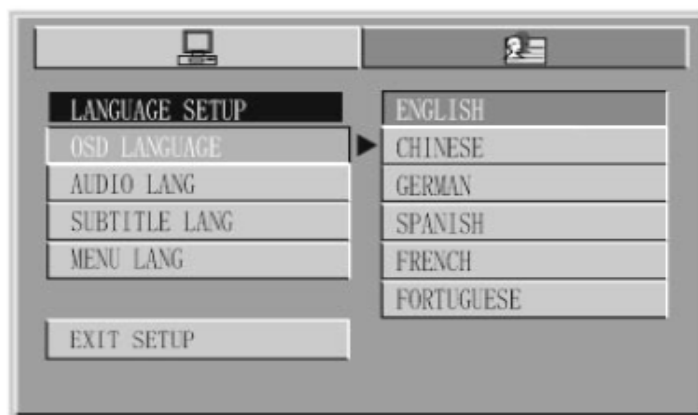 LANGUAGE SETUP
OSD LANGUAGE
AUDIO LANG
SUBTITLE LANG
MENU LANG
EXIT SETUP
ENGLISH
CHINESE
GERMAN
SPANISH
FRENCH
FORTUGUESE